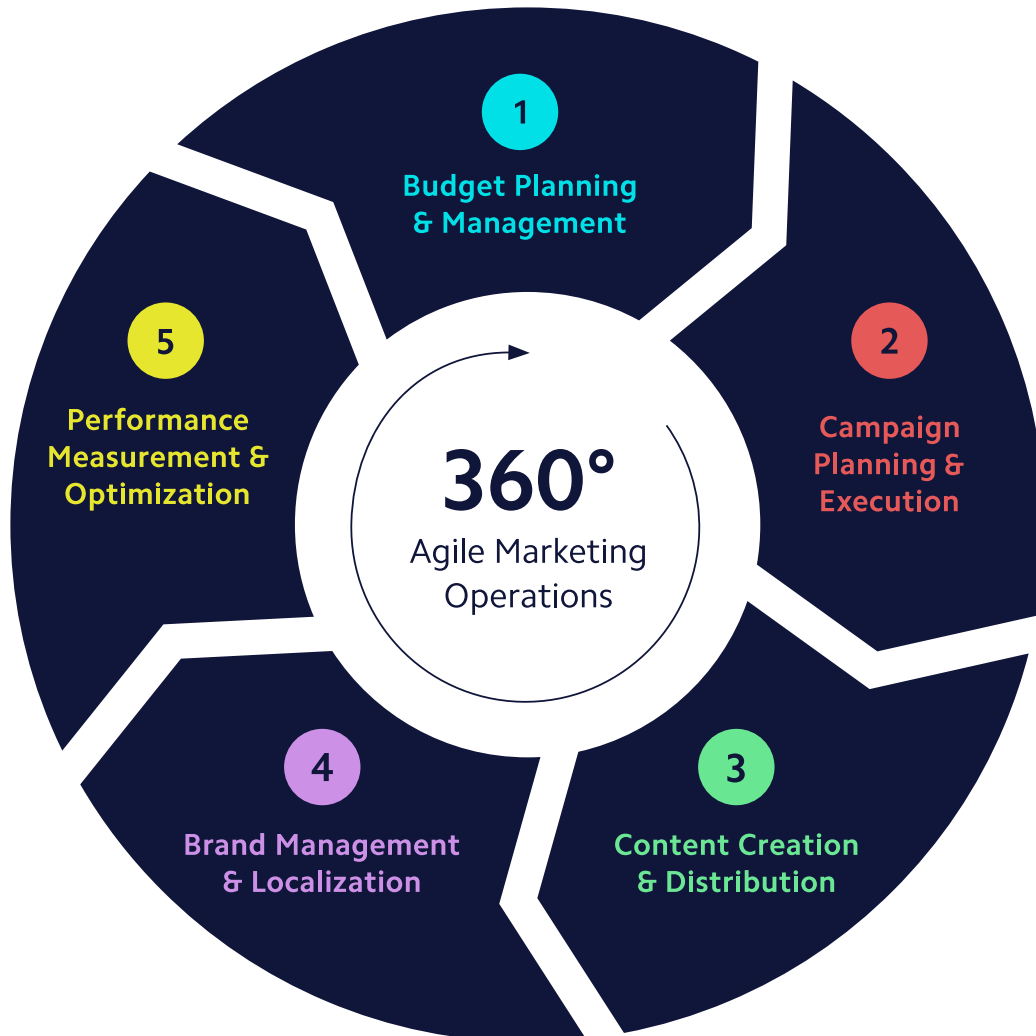 1
Budget Planning
& Management
2
Campaign
Planning &
Execution
3
Content Creation
& Distribution
4
Brand Management
& Localization
5
Performance
Measurement &
Optimization
360°
Agile Marketing
Operations